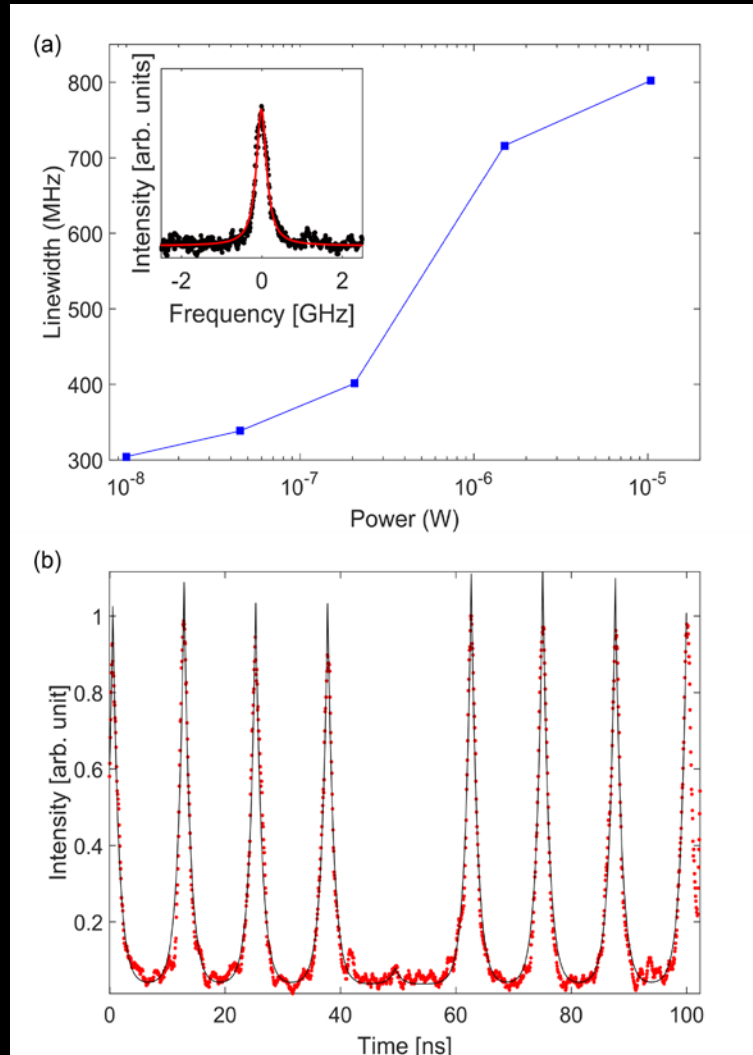 (a)
800
700
600
500
400
300
Linewidth (MHz)
Intensity [arb. units]
-2 0 2
Frequency [GHz]
10-8 10-7 10-6 10-5
Power (W)
(b)
1
0.8
0.6
0.4
0.2
Intensity [arb. unit]
0 20 40 60 80 100
Time [ns]